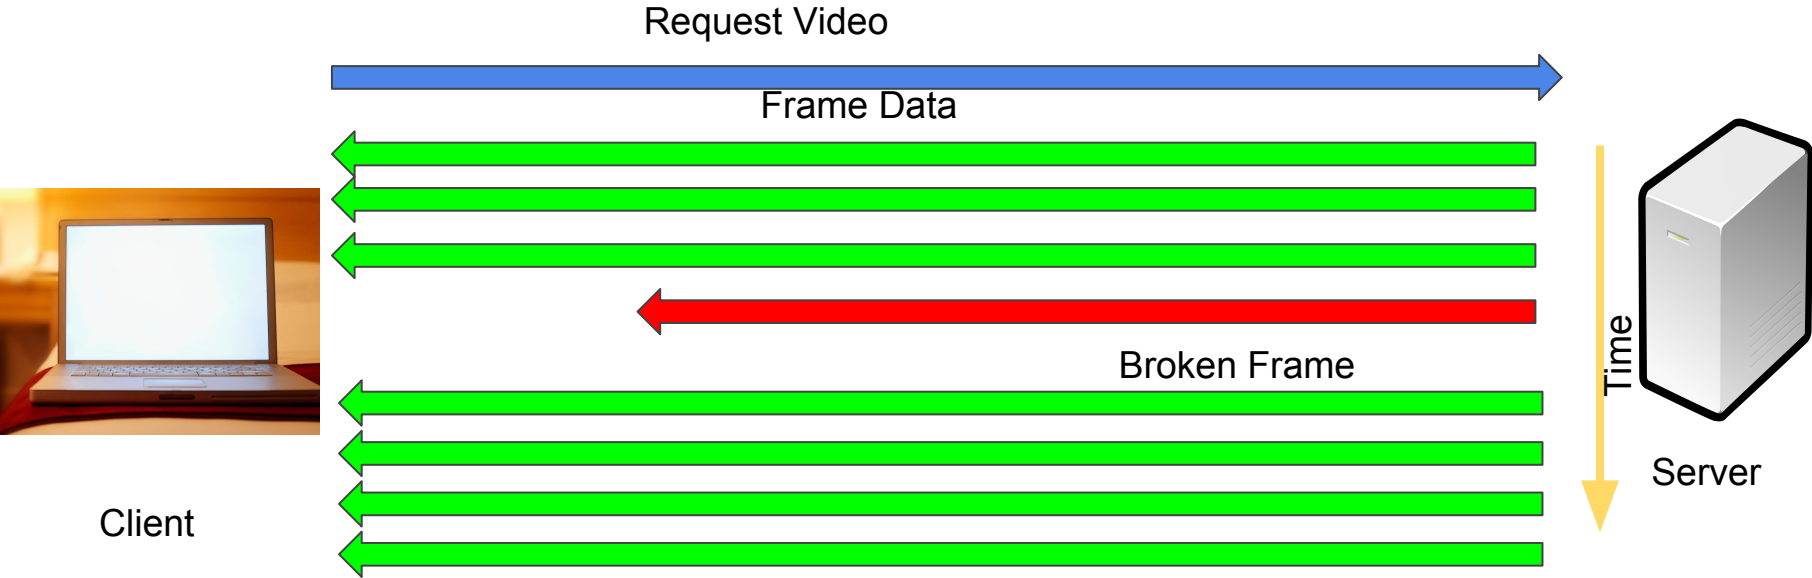 Request Video
Frame Data
Time
Broken Frame
Server
Client